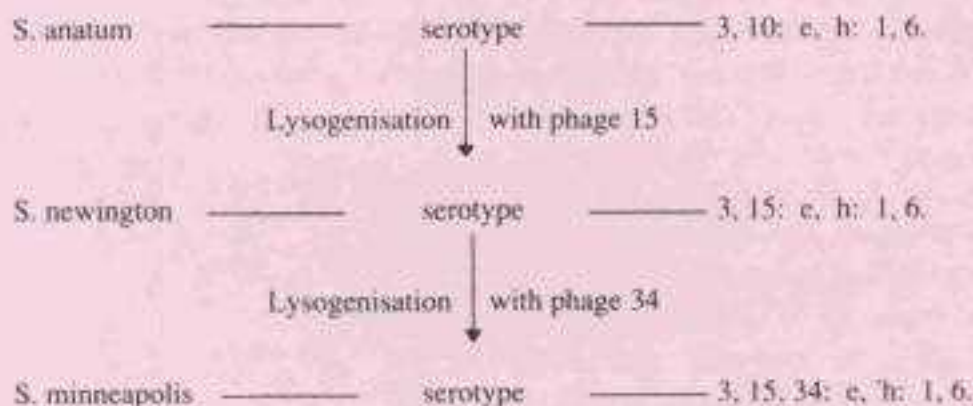 S. anatum serotype 3, 10: e, h: 1, 6.
Lysogenisation with phage 15
S. newington serotype 3, 15: e, h: 1, 6.
Lysogenisation with phage 34
S. minneapolis serotype 3, 15, 34: e, h: 1, 6.